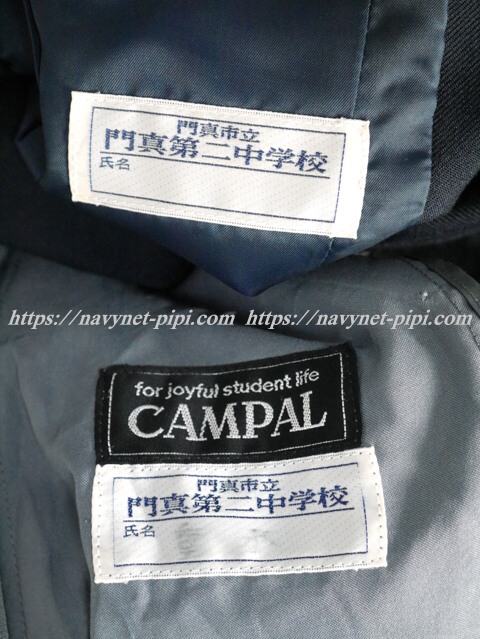 門真市立
門真第二中学校
氏名
https://navynet-pipi.com https://navynet-pipi.com
for joyful student life
CAMPAL
門真市立
門真第二中学校
氏名